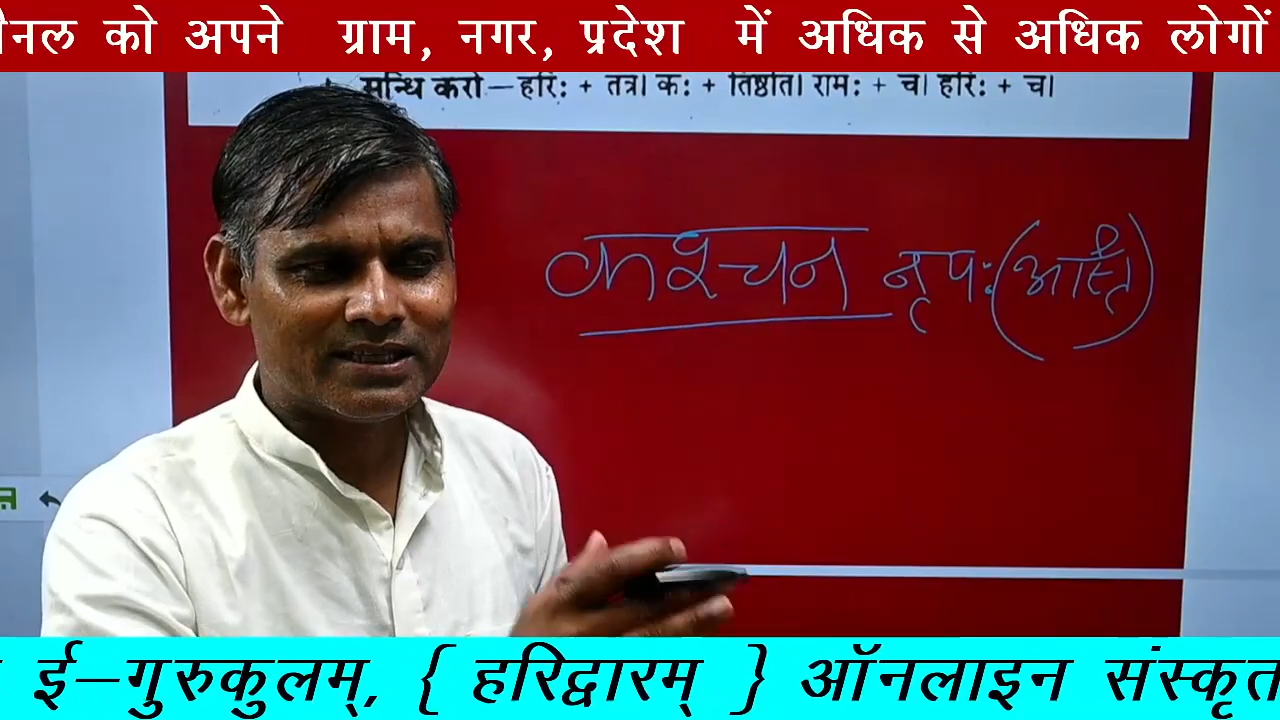 नल को अपने ग्राम, नगर, प्रदेश में अधिक से अधिक लोगों
सन्धि करो—हरिः + तत्र। कः + तिष्ठति। रामः + च। हरिः + च।
कश्चन नृपः (आसीत्)
ई–गुरुकुलम्, { हरिद्वारम् } ऑनलाइन संस्कृत